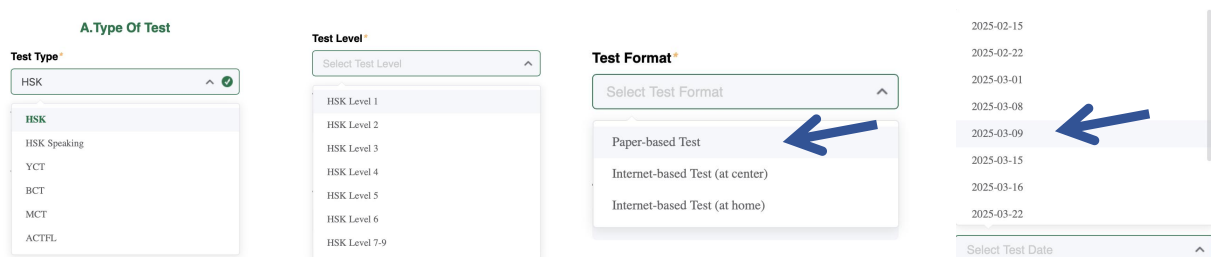 A.Type Of Test
Test Type*
HSK
HSK
HSK Speaking
YCT
BCT
MCT
ACTFL
Test Level*
Select Test Level
HSK Level 1
HSK Level 2
HSK Level 3
HSK Level 4
HSK Level 5
HSK Level 6
HSK Level 7-9
Test Format*
Select Test Format
Paper-based Test
Internet-based Test (at center)
Internet-based Test (at home)
2025-02-15
2025-02-22
2025-03-01
2025-03-08
2025-03-09
2025-03-15
2025-03-16
2025-03-22
Select Test Date